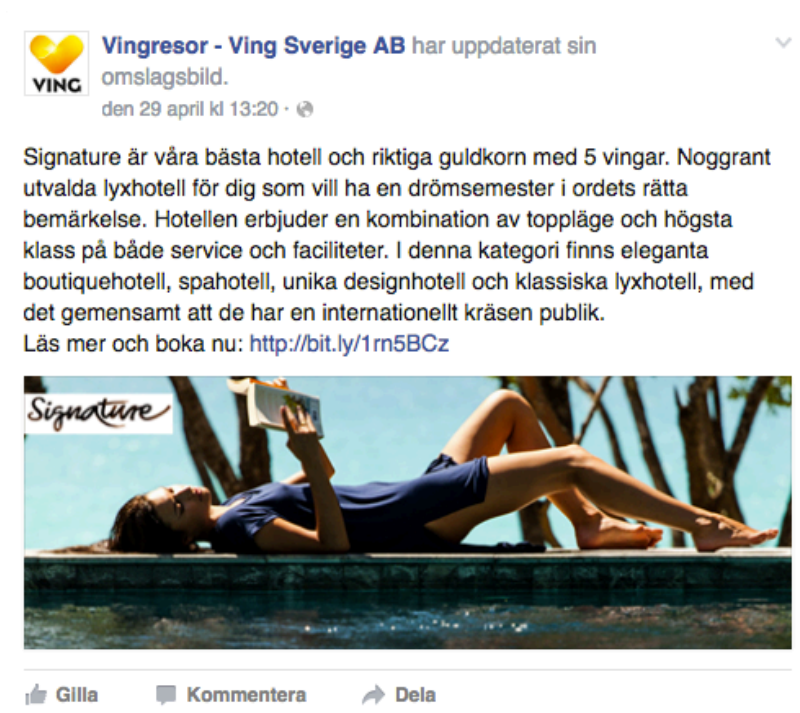 VING
Vingresor - Ving Sverige AB har uppdaterat sin
omslagsbild.
den 29 april kl 13:20 ·
Signature är våra bästa hotell och riktiga guldkorn med 5 vingar. Noggrant
utvalda lyxhotell för dig som vill ha en drömsemester i ordets rätta
bemärkelse. Hotellen erbjuder en kombination av toppläge och högsta
klass på både service och faciliteter. I denna kategori finns eleganta
boutiquehotell, spahotell, unika designhotell och klassiska lyxhotell, med
det gemensamt att de har en internationellt kräsen publik.
Läs mer och boka nu: http://bit.ly/1rn5BCz
Signature
Gilla Kommentera Dela